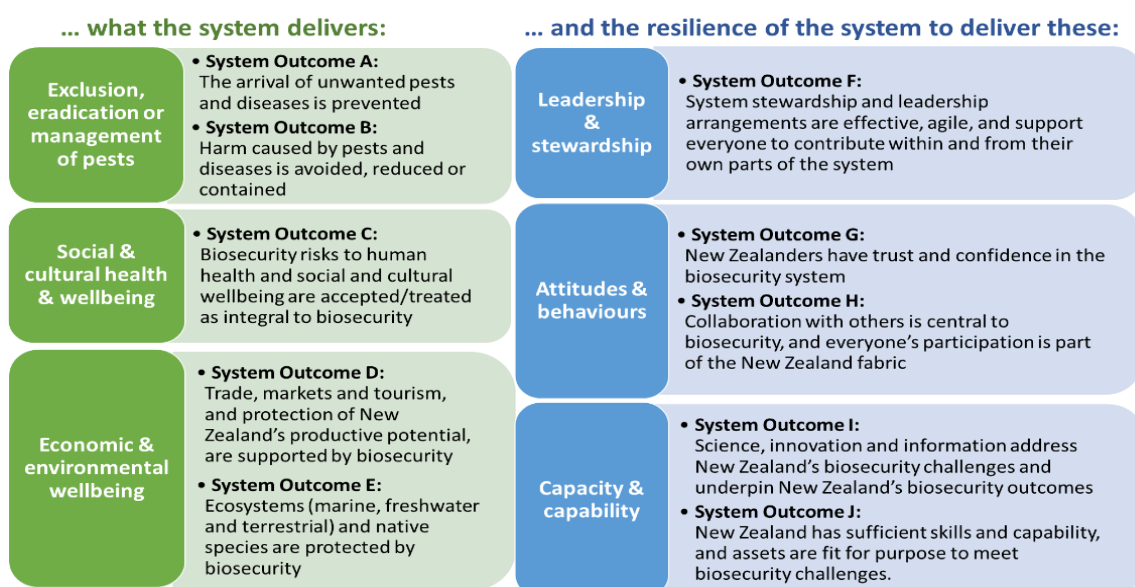 ... what the system delivers:
Exclusion,
eradication or
management
of pests
• System Outcome A:
The arrival of unwanted pests
and diseases is prevented
• System Outcome B:
Harm caused by pests and
diseases is avoided, reduced or
contained
Social &
cultural health
& wellbeing
• System Outcome C:
Biosecurity risks to human
health and social and cultural
wellbeing are accepted/treated
as integral to biosecurity
Economic &
environmental
wellbeing
• System Outcome D:
Trade, markets and tourism,
and protection of New
Zealand's productive potential,
are supported by biosecurity
• System Outcome E:
Ecosystems (marine, freshwater
and terrestrial) and native
species are protected by
biosecurity
... and the resilience of the system to deliver these:
Leadership
&
stewardship
• System Outcome F:
System stewardship and leadership
arrangements are effective, agile, and support
everyone to contribute within and from their
own parts of the system
Attitudes &
behaviours
• System Outcome G:
New Zealanders have trust and confidence in the
biosecurity system
• System Outcome H:
Collaboration with others is central to
biosecurity, and everyone's participation is part
of the New Zealand fabric
Capacity &
capability
• System Outcome I:
Science, innovation and information address
New Zealand's biosecurity challenges and
underpin New Zealand's biosecurity outcomes
• System Outcome J:
New Zealand has sufficient skills and capability,
and assets are fit for purpose to meet
biosecurity challenges.